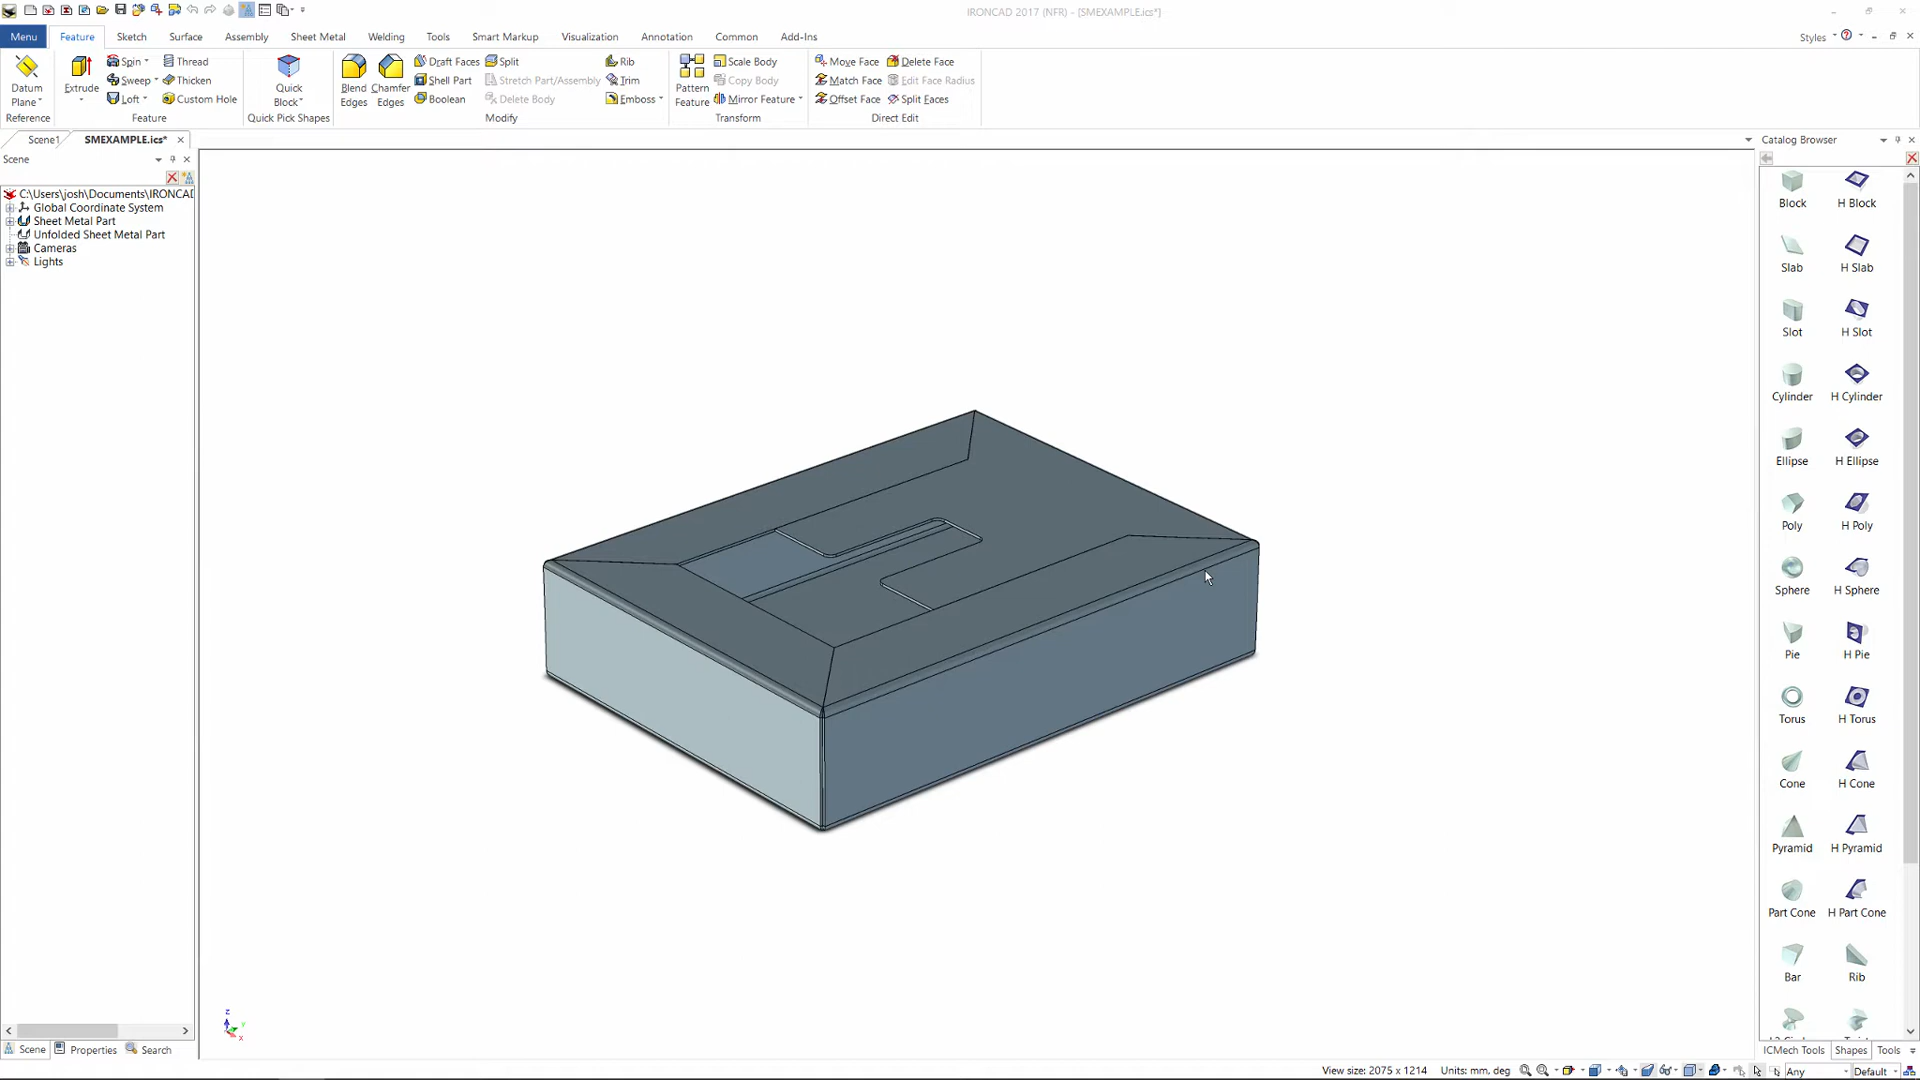 IRONCAD 2017 (NFR) - [SMEXAMPLE.ics*]
Menu Feature Sketch Surface Assembly Sheet Metal Welding Tools Smart Markup Visualization Annotation Common Add-Ins Styles
Datum Plane
Reference
Extrude
Spin
Sweep
Loft
Thread
Thicken
Custom Hole
Feature
Quick Block
Quick Pick Shapes
Blend Edges
Chamfer Edges
Draft Faces
Shell Part
Boolean
Split
Stretch Part/Assembly
Delete Body
Rib
Trim
Emboss
Modify
Pattern Feature
Scale Body
Copy Body
Mirror Feature
Transform
Move Face
Match Face
Offset Face
Delete Face
Edit Face Radius
Split Faces
Direct Edit
Scene1 SMEXAMPLE.ics*
Scene
C:\Users\josh\Documents\IRONCAD
Global Coordinate System
Sheet Metal Part
Unfolded Sheet Metal Part
Cameras
Lights
Z
Y
X
Scene Properties Search
Catalog Browser
Block H Block
Slab H Slab
Slot H Slot
Cylinder H Cylinder
Ellipse H Ellipse
Poly H Poly
Sphere H Sphere
Pie H Pie
Torus H Torus
Cone H Cone
Pyramid H Pyramid
Part Cone H Part Cone
Bar Rib
ICMech Tools Shapes Tools
View size: 2075 x 1214 Units: mm, deg Any Default